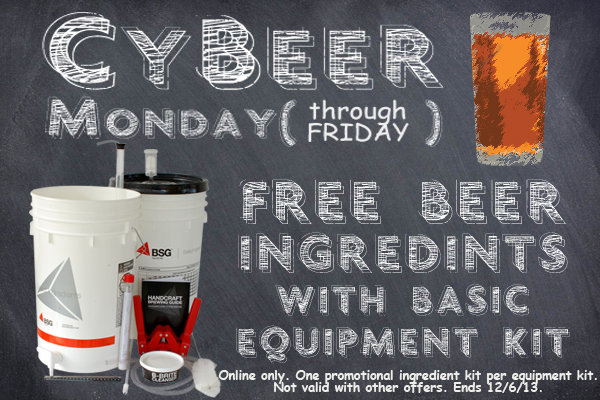 CyBeer
Monday( through FRIDAY )
FREE BEER
INGREDINTS
WITH BASIC
EQUIPMENT KIT
Online only. One promotional ingredient kit per equipment kit.
Not valid with other offers. Ends 12/6/13.
BSG
HANDCRAFT
BREWING GUIDE
BSG
B-BRITE
CLEANSER